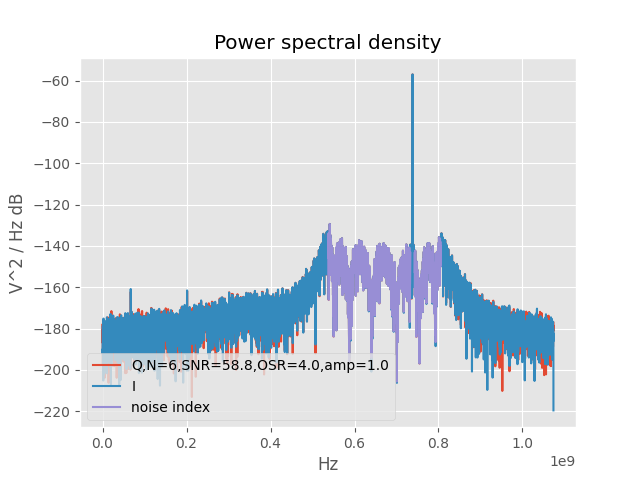 Power spectral density
V^2 / Hz dB
−60
−80
−100
−120
−140
−160
−180
−200
−220
Q,N=6,SNR=58.8,OSR=4.0,amp=1.0
I
noise index
0.0 0.2 0.4 0.6 0.8 1.0
1e9
Hz